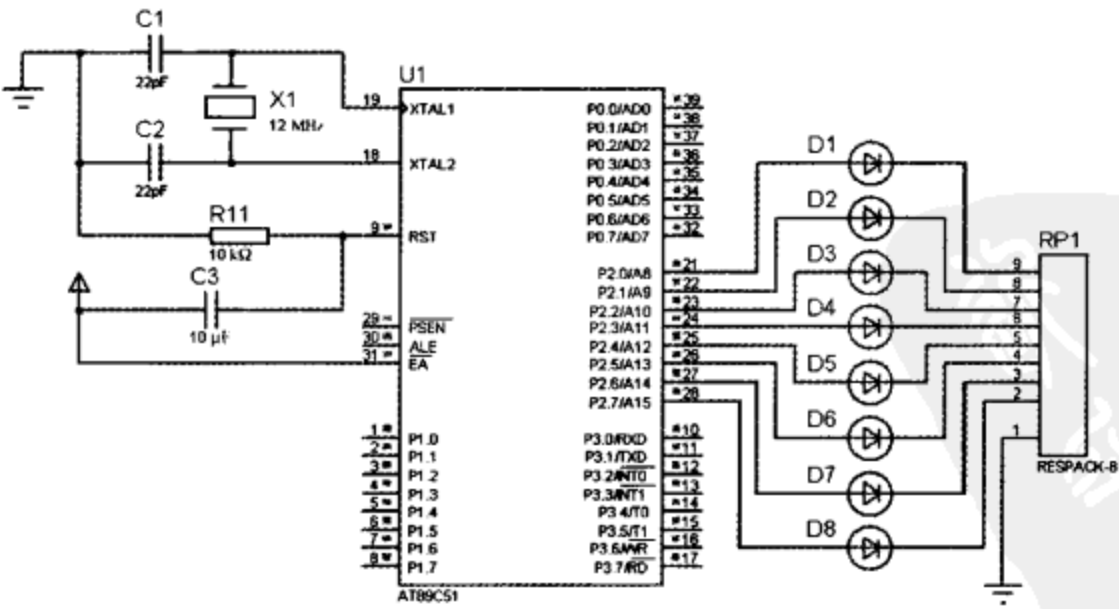 C1
22pF
X1
12 MHz
C2
22pF
R11
10 kΩ
C3
10 μF
U1
19 XTAL1
18 XTAL2
9 RST
29 PSEN
30 ALE
31 EA
1 P1.0
2 P1.1
3 P1.2
4 P1.3
5 P1.4
6 P1.5
7 P1.6
8 P1.7
P0.0/AD0 39
P0.1/AD1 38
P0.2/AD2 37
P0.3/AD3 36
P0.4/AD4 35
P0.5/AD5 34
P0.6/AD6 33
P0.7/AD7 32
P2.0/A8 21
P2.1/A9 22
P2.2/A10 23
P2.3/A11 24
P2.4/A12 25
P2.5/A13 26
P2.6/A14 27
P2.7/A15 28
P3.0/RXD 10
P3.1/TXD 11
P3.2/INT0 12
P3.3/INT1 13
P3.4/T0 14
P3.5/T1 15
P3.6/WR 16
P3.7/RD 17
AT89C51
D1
D2
D3
D4
D5
D6
D7
D8
RP1
9
8
7
6
5
4
3
2
1
RESPACK-8